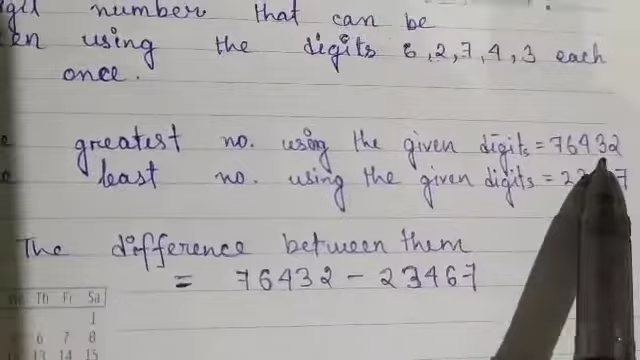 number that can be
using the digits 6,2,7,4,3 each
once.
greatest no. using the given digits = 76432
least no. using the given digits = 2
The difference between them
= 76432 - 23467
Th Fr Sa
1
6 7 8
13 14 15